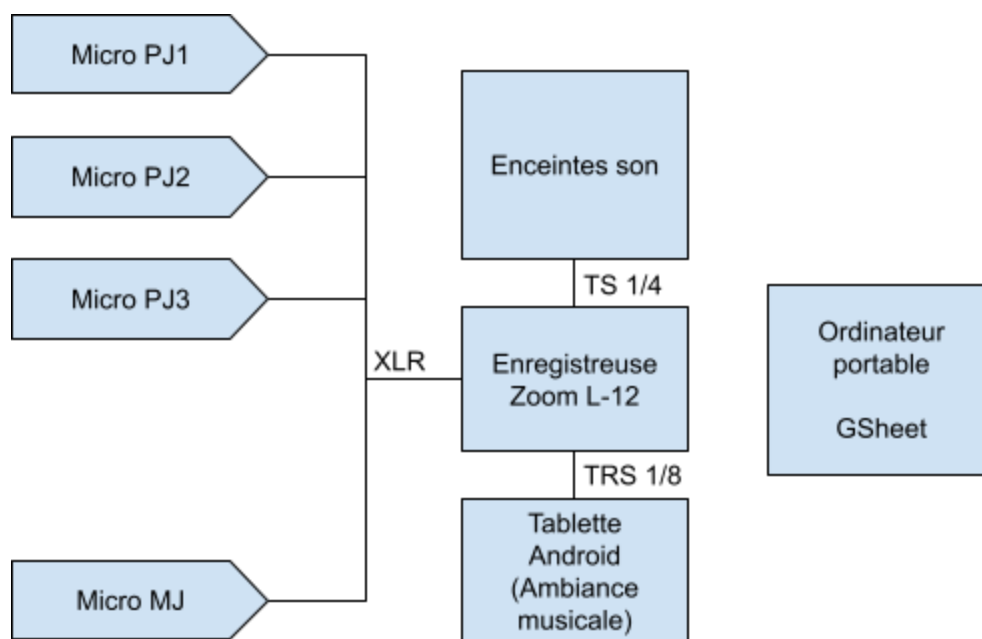 Micro PJ1
Micro PJ2
Micro PJ3
Micro MJ
XLR
Enceintes son
TS 1/4
Enregistreuse
Zoom L-12
TRS 1/8
Tablette
Android
(Ambiance
musicale)
Ordinateur
portable
GSheet